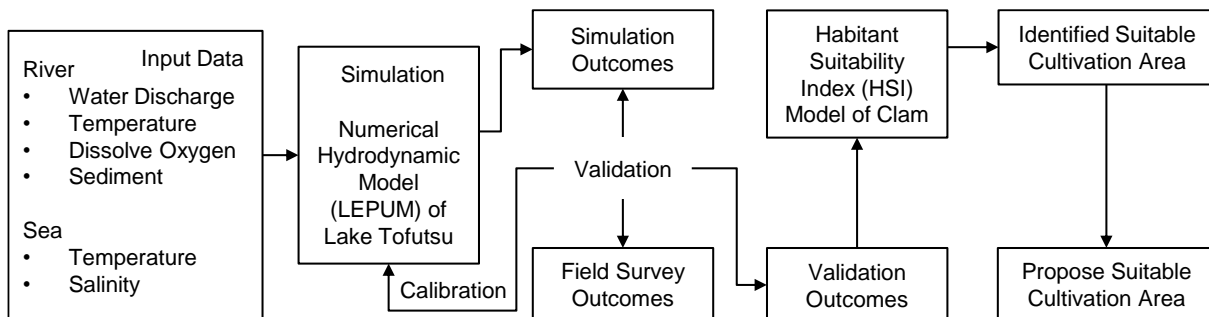 Input Data
River
• Water Discharge
• Temperature
• Dissolve Oxygen
• Sediment
Sea
• Temperature
• Salinity
Simulation
Numerical
Hydrodynamic
Model
(LEPUM) of
Lake Tofutsu
Calibration
Simulation
Outcomes
Validation
Field Survey
Outcomes
Validation
Outcomes
Habitant
Suitability
Index (HSI)
Model of Clam
Identified Suitable
Cultivation Area
Propose Suitable
Cultivation Area